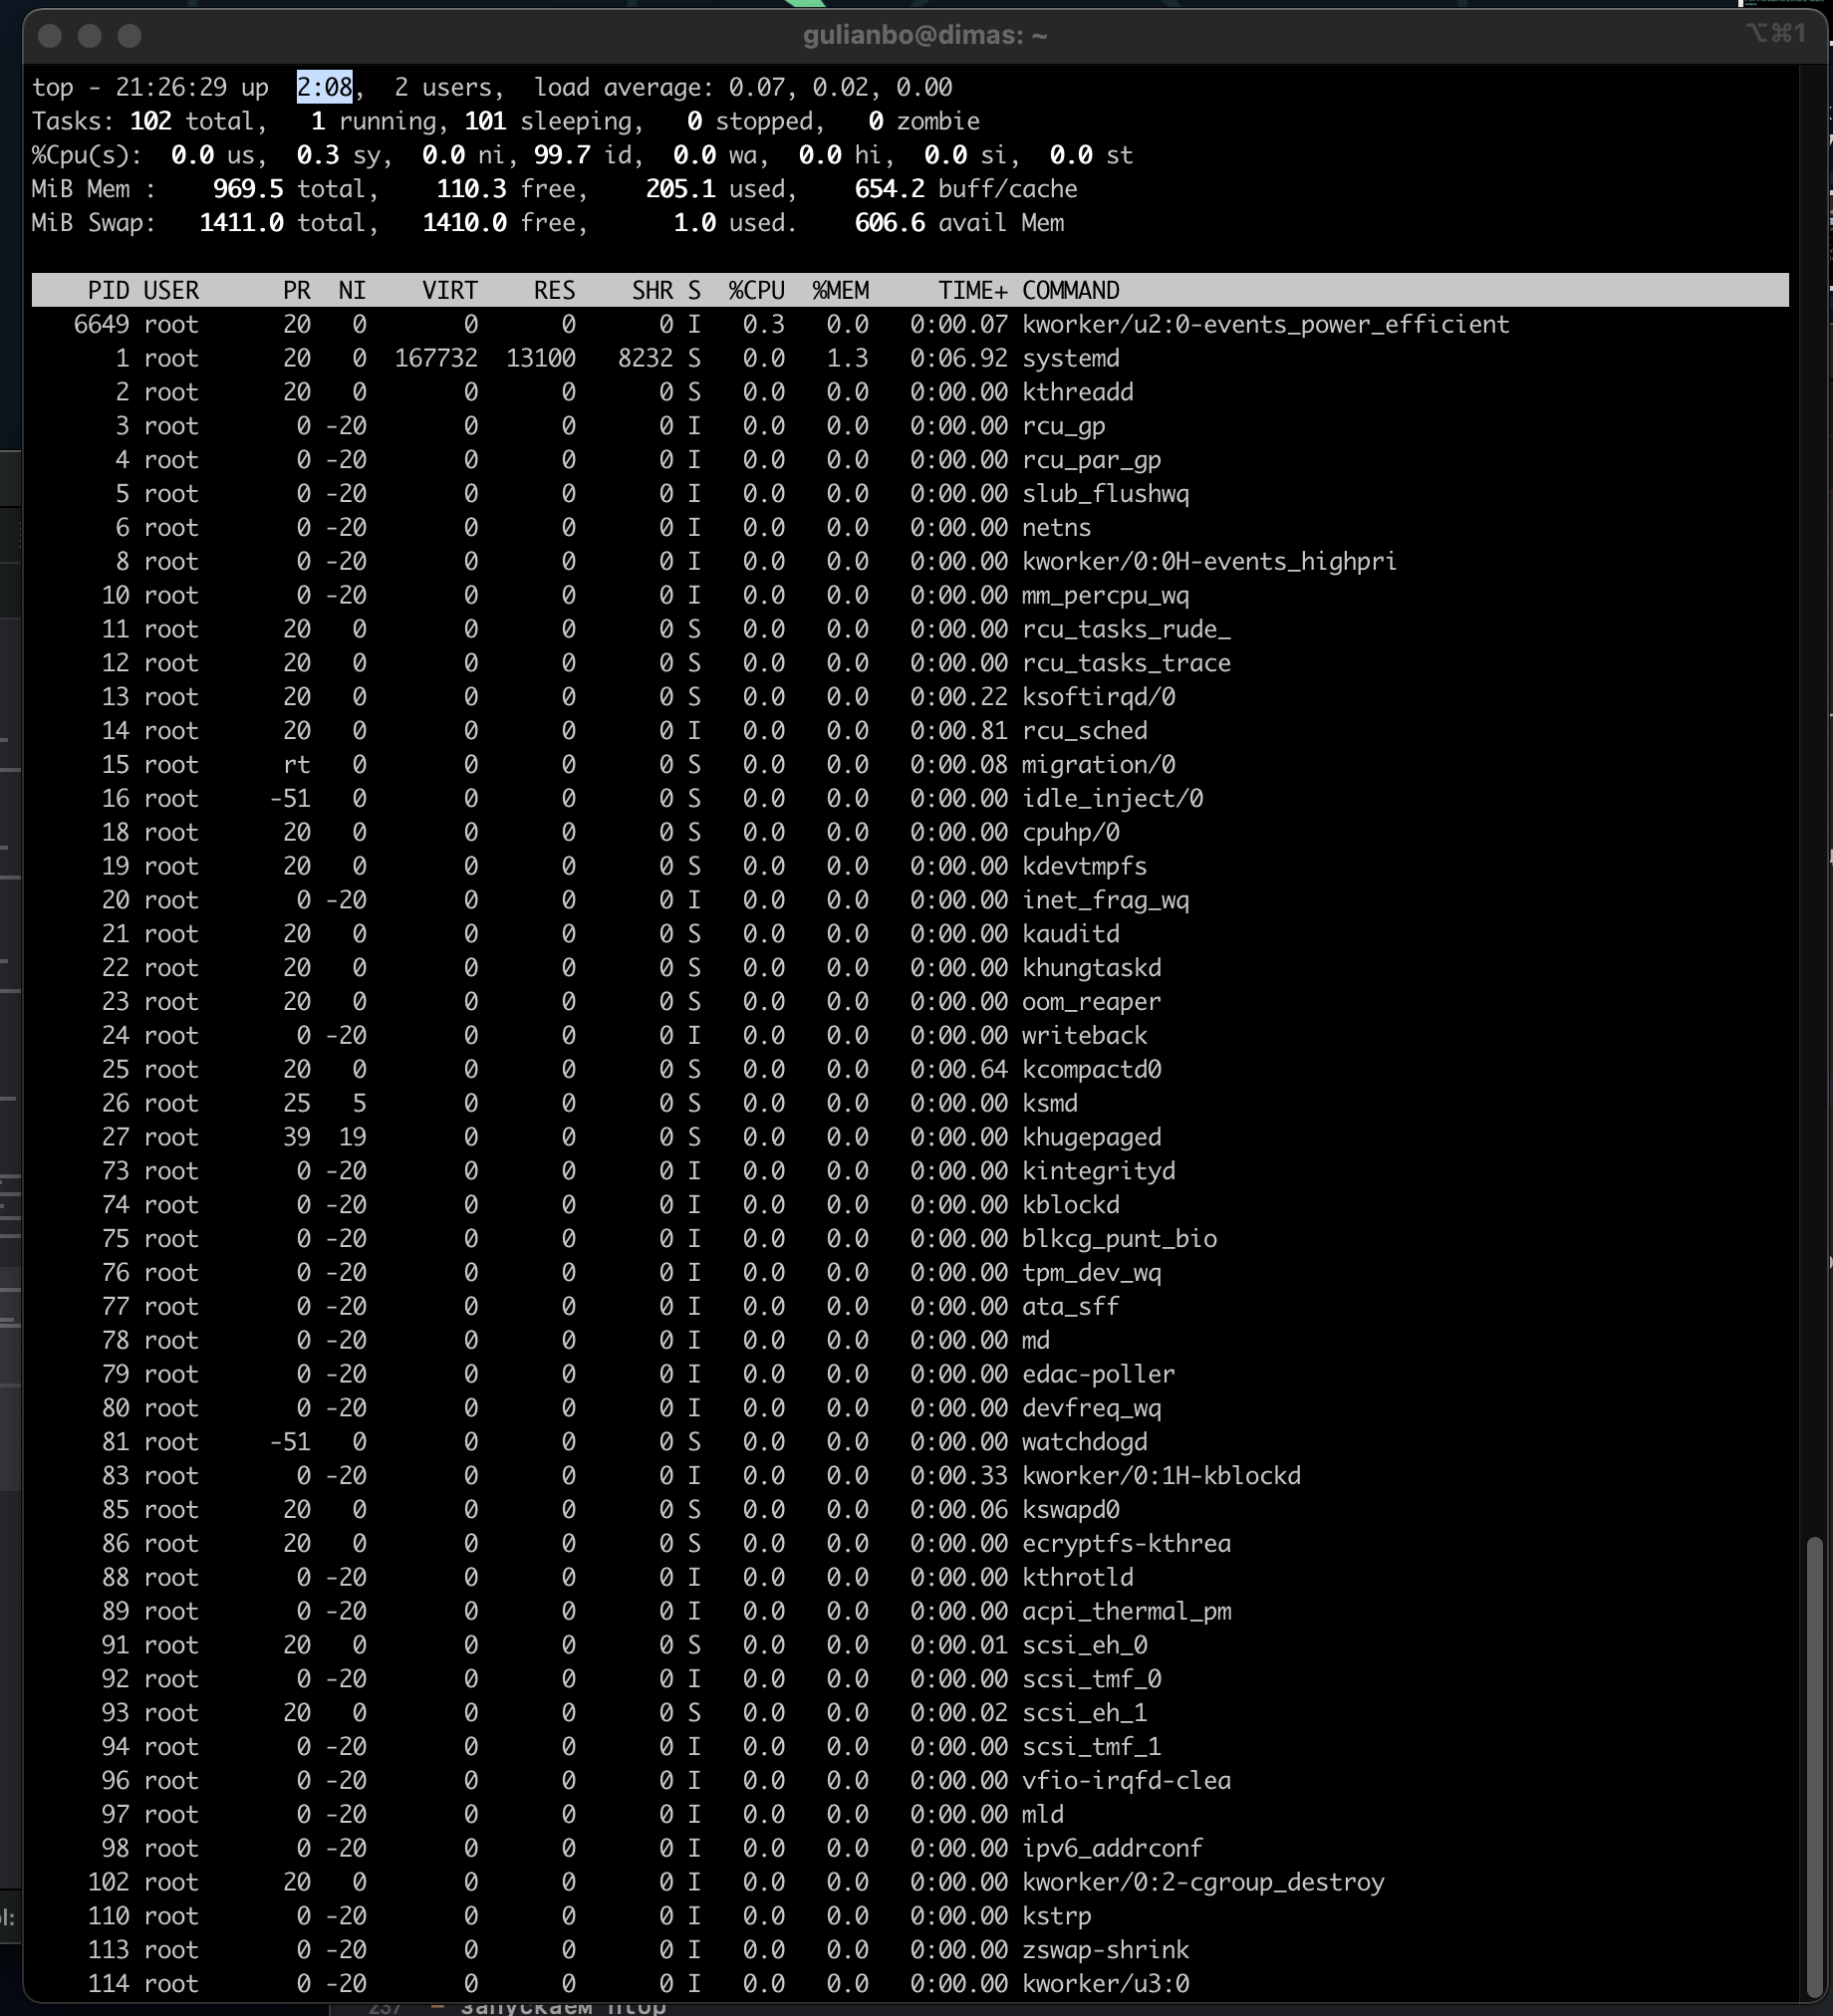 gulianbo@dimas: ~
⌥⌘1
top - 21:26:29 up  2:08,  2 users,  load average: 0.07, 0.02, 0.00
Tasks: 102 total,   1 running, 101 sleeping,   0 stopped,   0 zombie
%Cpu(s):  0.0 us,  0.3 sy,  0.0 ni, 99.7 id,  0.0 wa,  0.0 hi,  0.0 si,  0.0 st
MiB Mem :    969.5 total,    110.3 free,    205.1 used,    654.2 buff/cache
MiB Swap:   1411.0 total,   1410.0 free,      1.0 used.    606.6 avail Mem
PID USER      PR  NI    VIRT    RES    SHR S  %CPU  %MEM     TIME+ COMMAND
6649 root      20   0       0      0      0 I   0.3   0.0   0:00.07 kworker/u2:0-events_power_efficient
1 root      20   0  167732  13100   8232 S   0.0   1.3   0:06.92 systemd
2 root      20   0       0      0      0 S   0.0   0.0   0:00.00 kthreadd
3 root       0 -20       0      0      0 I   0.0   0.0   0:00.00 rcu_gp
4 root       0 -20       0      0      0 I   0.0   0.0   0:00.00 rcu_par_gp
5 root       0 -20       0      0      0 I   0.0   0.0   0:00.00 slub_flushwq
6 root       0 -20       0      0      0 I   0.0   0.0   0:00.00 netns
8 root       0 -20       0      0      0 I   0.0   0.0   0:00.00 kworker/0:0H-events_highpri
10 root       0 -20       0      0      0 I   0.0   0.0   0:00.00 mm_percpu_wq
11 root      20   0       0      0      0 S   0.0   0.0   0:00.00 rcu_tasks_rude_
12 root      20   0       0      0      0 S   0.0   0.0   0:00.00 rcu_tasks_trace
13 root      20   0       0      0      0 S   0.0   0.0   0:00.22 ksoftirqd/0
14 root      20   0       0      0      0 I   0.0   0.0   0:00.81 rcu_sched
15 root      rt   0       0      0      0 S   0.0   0.0   0:00.08 migration/0
16 root     -51   0       0      0      0 S   0.0   0.0   0:00.00 idle_inject/0
18 root      20   0       0      0      0 S   0.0   0.0   0:00.00 cpuhp/0
19 root      20   0       0      0      0 S   0.0   0.0   0:00.00 kdevtmpfs
20 root       0 -20       0      0      0 I   0.0   0.0   0:00.00 inet_frag_wq
21 root      20   0       0      0      0 S   0.0   0.0   0:00.00 kauditd
22 root      20   0       0      0      0 S   0.0   0.0   0:00.00 khungtaskd
23 root      20   0       0      0      0 S   0.0   0.0   0:00.00 oom_reaper
24 root       0 -20       0      0      0 I   0.0   0.0   0:00.00 writeback
25 root      20   0       0      0      0 S   0.0   0.0   0:00.64 kcompactd0
26 root      25   5       0      0      0 S   0.0   0.0   0:00.00 ksmd
27 root      39  19       0      0      0 S   0.0   0.0   0:00.00 khugepaged
73 root       0 -20       0      0      0 I   0.0   0.0   0:00.00 kintegrityd
74 root       0 -20       0      0      0 I   0.0   0.0   0:00.00 kblockd
75 root       0 -20       0      0      0 I   0.0   0.0   0:00.00 blkcg_punt_bio
76 root       0 -20       0      0      0 I   0.0   0.0   0:00.00 tpm_dev_wq
77 root       0 -20       0      0      0 I   0.0   0.0   0:00.00 ata_sff
78 root       0 -20       0      0      0 I   0.0   0.0   0:00.00 md
79 root       0 -20       0      0      0 I   0.0   0.0   0:00.00 edac-poller
80 root       0 -20       0      0      0 I   0.0   0.0   0:00.00 devfreq_wq
81 root     -51   0       0      0      0 S   0.0   0.0   0:00.00 watchdogd
83 root       0 -20       0      0      0 I   0.0   0.0   0:00.33 kworker/0:1H-kblockd
85 root      20   0       0      0      0 S   0.0   0.0   0:00.06 kswapd0
86 root      20   0       0      0      0 S   0.0   0.0   0:00.00 ecryptfs-kthrea
88 root       0 -20       0      0      0 I   0.0   0.0   0:00.00 kthrotld
89 root       0 -20       0      0      0 I   0.0   0.0   0:00.00 acpi_thermal_pm
91 root      20   0       0      0      0 S   0.0   0.0   0:00.01 scsi_eh_0
92 root       0 -20       0      0      0 I   0.0   0.0   0:00.00 scsi_tmf_0
93 root      20   0       0      0      0 S   0.0   0.0   0:00.02 scsi_eh_1
94 root       0 -20       0      0      0 I   0.0   0.0   0:00.00 scsi_tmf_1
96 root       0 -20       0      0      0 I   0.0   0.0   0:00.00 vfio-irqfd-clea
97 root       0 -20       0      0      0 I   0.0   0.0   0:00.00 mld
98 root       0 -20       0      0      0 I   0.0   0.0   0:00.00 ipv6_addrconf
102 root      20   0       0      0      0 I   0.0   0.0   0:00.00 kworker/0:2-cgroup_destroy
110 root       0 -20       0      0      0 I   0.0   0.0   0:00.00 kstrp
113 root       0 -20       0      0      0 I   0.0   0.0   0:00.00 zswap-shrink
114 root       0 -20       0      0      0 I   0.0   0.0   0:00.00 kworker/u3:0
237 - запускаем htop